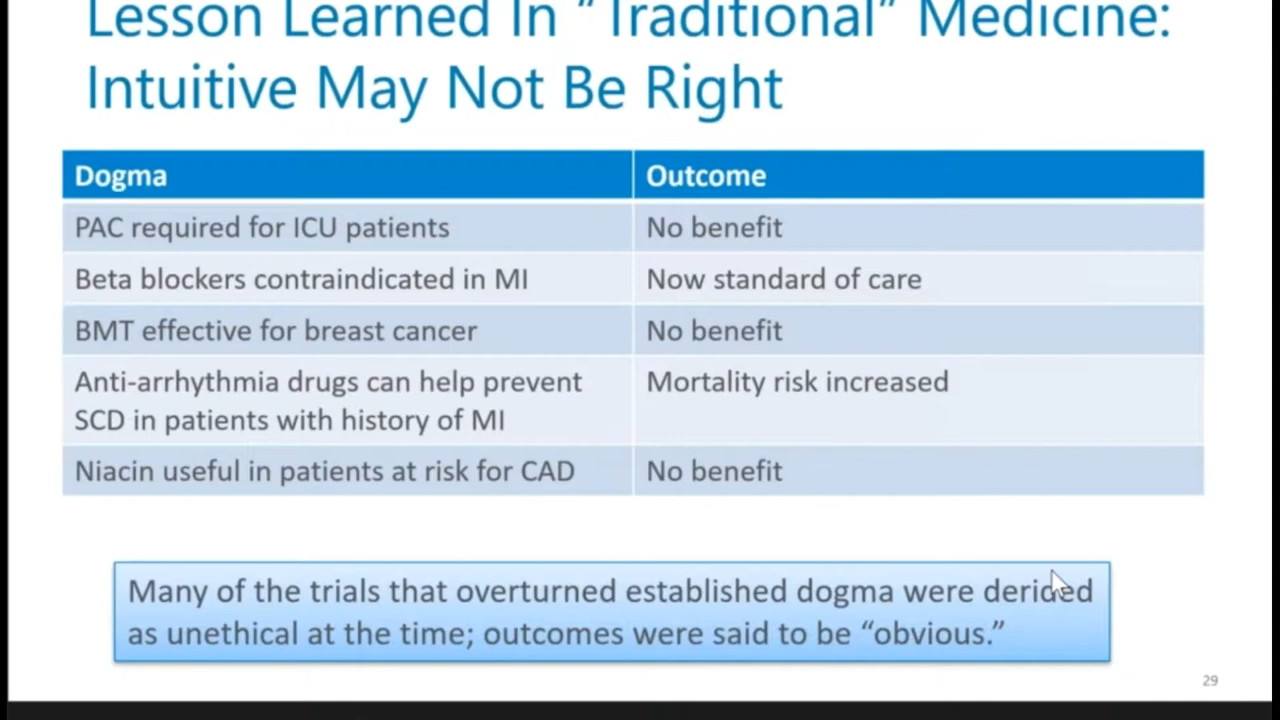 Lesson Learned In “Traditional” Medicine:
Intuitive May Not Be Right
Dogma Outcome
PAC required for ICU patients No benefit
Beta blockers contraindicated in MI Now standard of care
BMT effective for breast cancer No benefit
Anti-arrhythmia drugs can help prevent Mortality risk increased
SCD in patients with history of MI
Niacin useful in patients at risk for CAD No benefit
Many of the trials that overturned established dogma were derided
as unethical at the time; outcomes were said to be “obvious.”
29